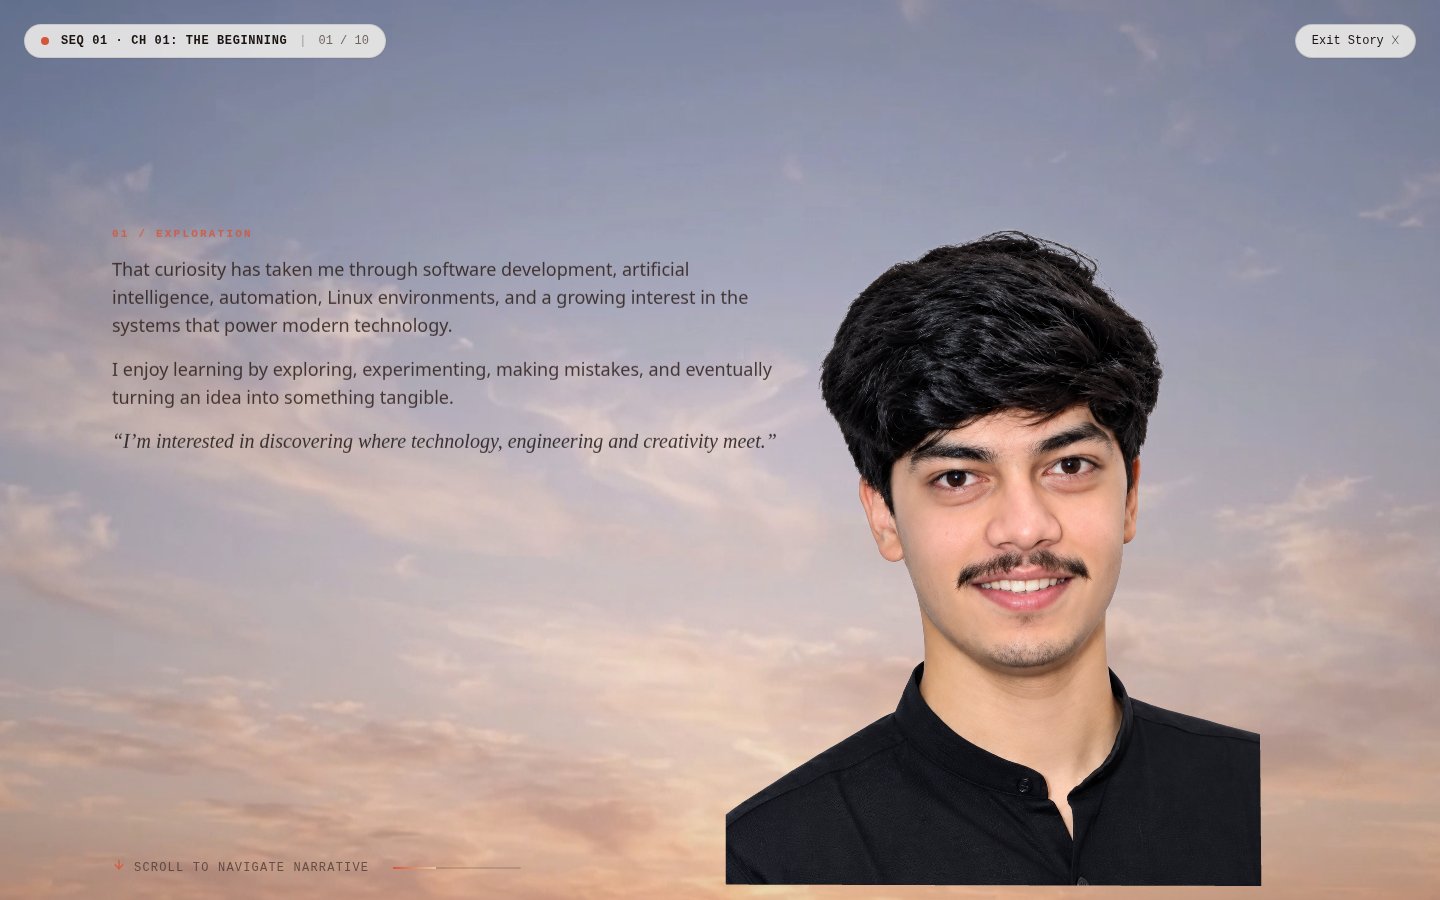 SEQ 01 · CH 01: THE BEGINNING | 01 / 10
Exit Story X
01 / EXPLORATION
That curiosity has taken me through software development, artificial
intelligence, automation, Linux environments, and a growing interest in the
systems that power modern technology.
I enjoy learning by exploring, experimenting, making mistakes, and eventually
turning an idea into something tangible.
“I’m interested in discovering where technology, engineering and creativity meet.”
↓ SCROLL TO NAVIGATE NARRATIVE